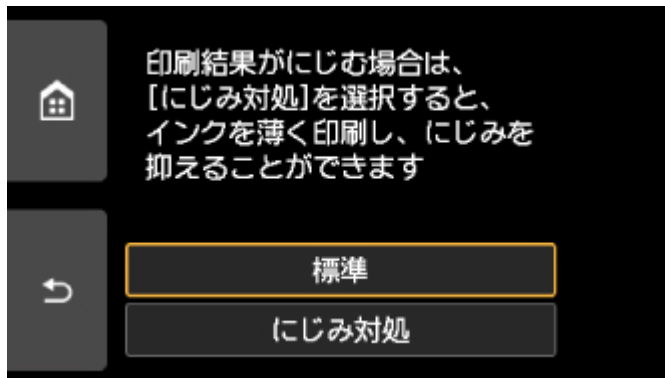 印刷結果がにじむ場合は、
[にじみ対処]を選択すると、
インクを薄く印刷し、にじみを
抑えることができます
標準
にじみ対処